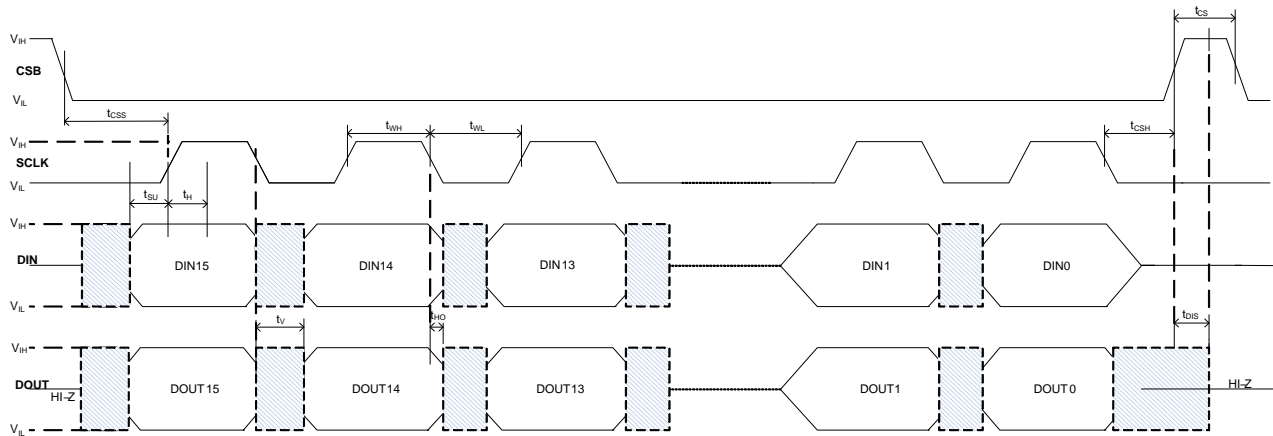 tCS
VIH
CSB
VIL
tCSS
VIH
SCLK
VIL
tWH
tWL
tCSH
tSU
tH
VIH
DIN
VIL
DIN15
DIN14
DIN13
DIN1
DIN0
tV
tHO
tDIS
VIH
DOUT
HI-Z
VIL
DOUT15
DOUT14
DOUT13
DOUT1
DOUT0
HI-Z